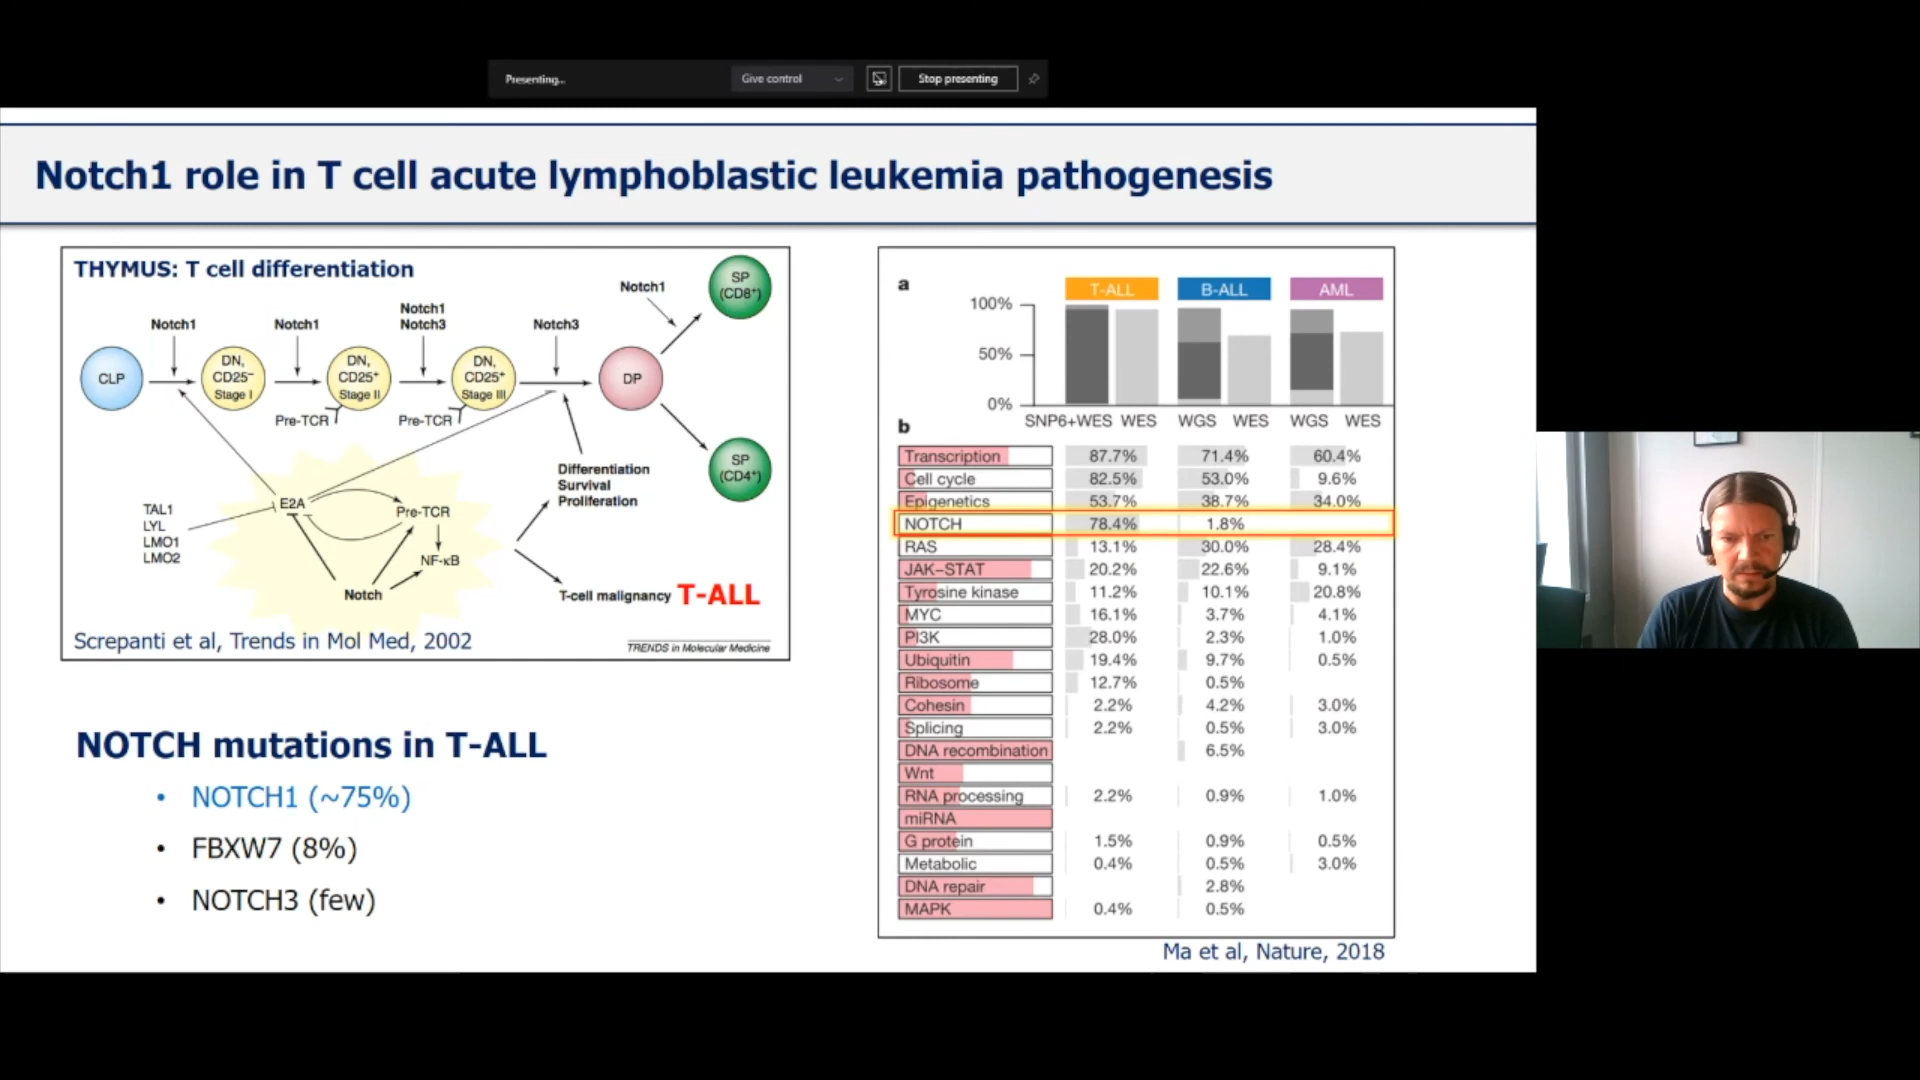 Presenting...
Give control
Stop presenting
Notch1 role in T cell acute lymphoblastic leukemia pathogenesis
THYMUS: T cell differentiation
Notch1
Notch1
Notch1
Notch3
Notch3
Notch1
SP
(CD8⁺)
CLP
DN,
CD25⁻
Stage I
DN,
CD25⁺
Stage II
DN,
CD25⁺
Stage III
DP
Pre-TCR
Pre-TCR
SP
(CD4⁺)
Differentiation
Survival
Proliferation
TAL1
LYL
LMO1
LMO2
E2A
Pre-TCR
NF-κB
Notch
T-cell malignancy T-ALL
Screpanti et al, Trends in Mol Med, 2002
TRENDS in Molecular Medicine
NOTCH mutations in T-ALL
• NOTCH1 (~75%)
• FBXW7 (8%)
• NOTCH3 (few)
a
T-ALL B-ALL AML
100%
50%
0%
SNP6+WES WES WGS WES WGS WES
b
Transcription 87.7% 71.4% 60.4%
Cell cycle 82.5% 53.0% 9.6%
Epigenetics 53.7% 38.7% 34.0%
NOTCH 78.4% 1.8%
RAS 13.1% 30.0% 28.4%
JAK–STAT 20.2% 22.6% 9.1%
Tyrosine kinase 11.2% 10.1% 20.8%
MYC 16.1% 3.7% 4.1%
PI3K 28.0% 2.3% 1.0%
Ubiquitin 19.4% 9.7% 0.5%
Ribosome 12.7% 0.5%
Cohesin 2.2% 4.2% 3.0%
Splicing 2.2% 0.5% 3.0%
DNA recombination 6.5%
Wnt
RNA processing 2.2% 0.9% 1.0%
miRNA
G protein 1.5% 0.9% 0.5%
Metabolic 0.4% 0.5% 3.0%
DNA repair 2.8%
MAPK 0.4% 0.5%
Ma et al, Nature, 2018